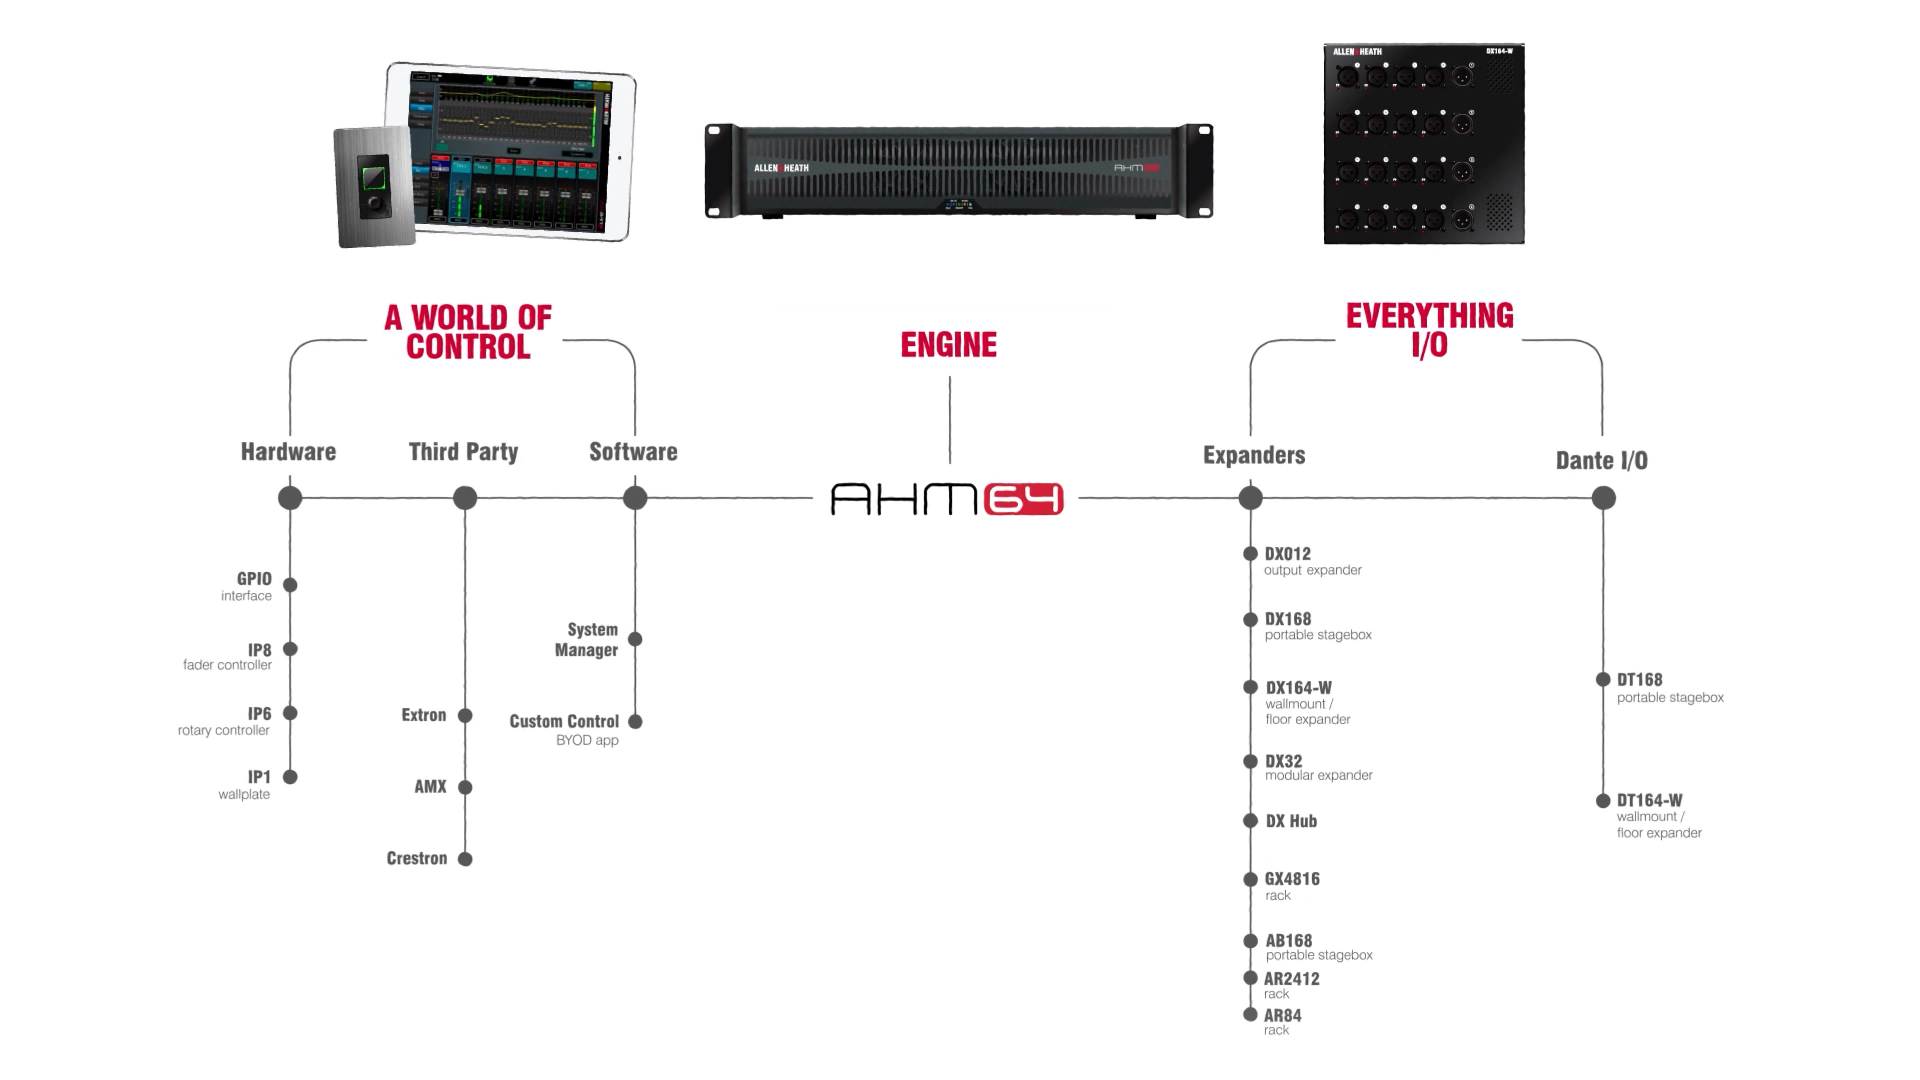 ALLEN&HEATH
DX164-W
ALLEN&HEATH
AHM64
A WORLD OF
CONTROL
ENGINE
EVERYTHING
I/O
Hardware
Third Party
Software
Expanders
Dante I/O
AHM64
GPIO
interface
IP8
fader controller
IP6
rotary controller
IP1
wallplate
Extron
AMX
Crestron
System
Manager
Custom Control
BYOD app
DX012
output expander
DX168
portable stagebox
DX164-W
wallmount /
floor expander
DX32
modular expander
DX Hub
GX4816
rack
AB168
portable stagebox
AR2412
rack
AR84
rack
DT168
portable stagebox
DT164-W
wallmount /
floor expander